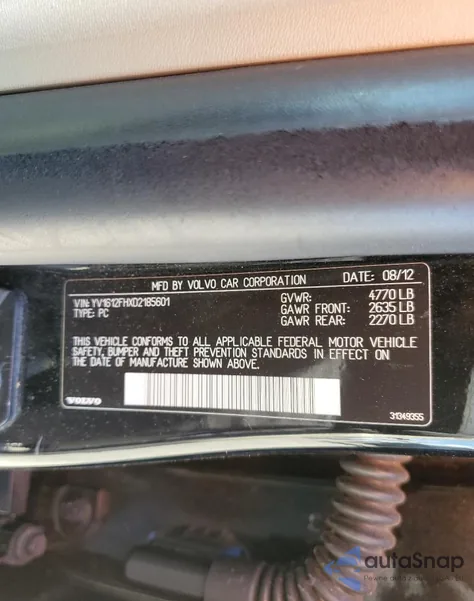 MFD BY VOLVO CAR CORPORATION DATE: 08/12
VIN: YV1612FHXD2185601 GVWR: 4770 LB
TYPE: PC GAWR FRONT: 2635 LB
GAWR REAR: 2270 LB
THIS VEHICLE CONFORMS TO ALL APPLICABLE FEDERAL MOTOR VEHICLE
SAFETY, BUMPER AND THEFT PREVENTION STANDARDS IN EFFECT ON
THE DATE OF MANUFACTURE SHOWN ABOVE.
VOLVO 31349355
autoSnap